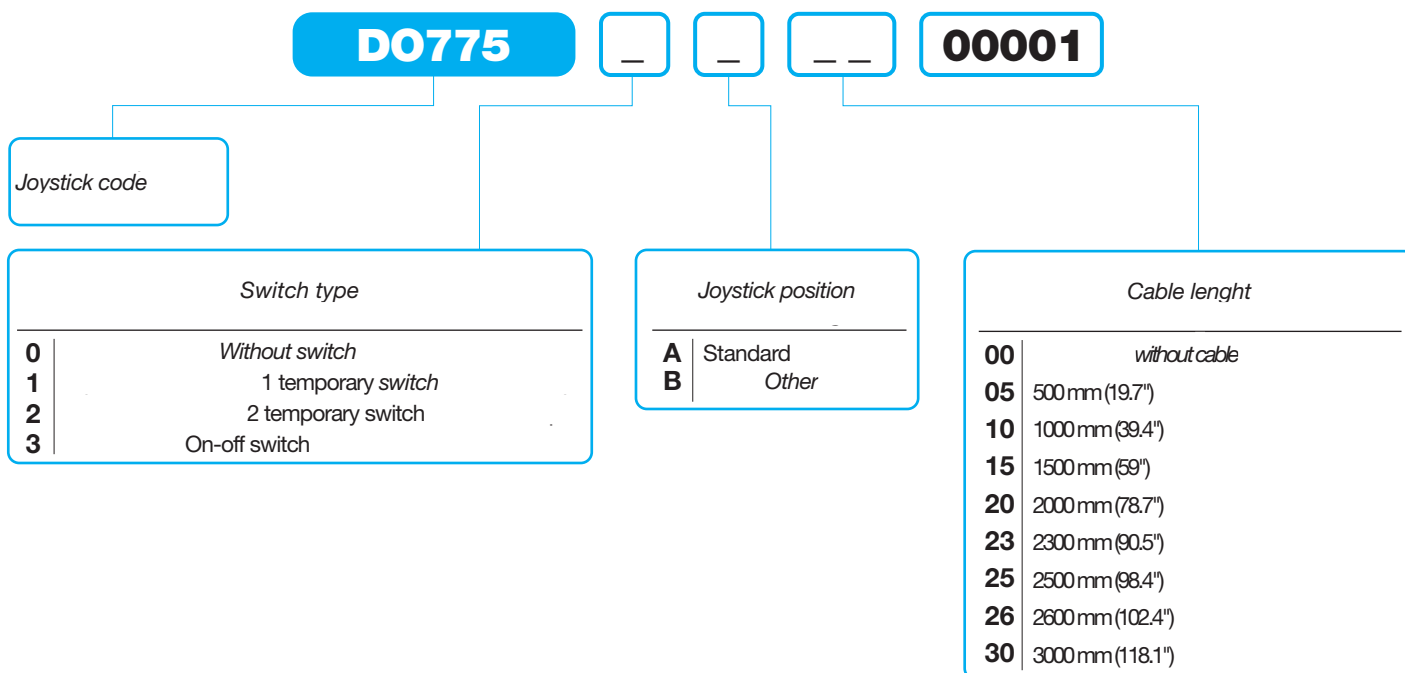 DO775 _ _ _ _ 00001
Joystick code
Switch type
0 Without switch
1 1 temporary switch
2 2 temporary switch
3 On-off switch
Joystick position
A Standard
B Other
Cable lenght
00 without cable
05 500 mm (19.7")
10 1000 mm (39.4")
15 1500 mm (59")
20 2000 mm (78.7")
23 2300 mm (90.5")
25 2500 mm (98.4")
26 2600 mm (102.4")
30 3000 mm (118.1")